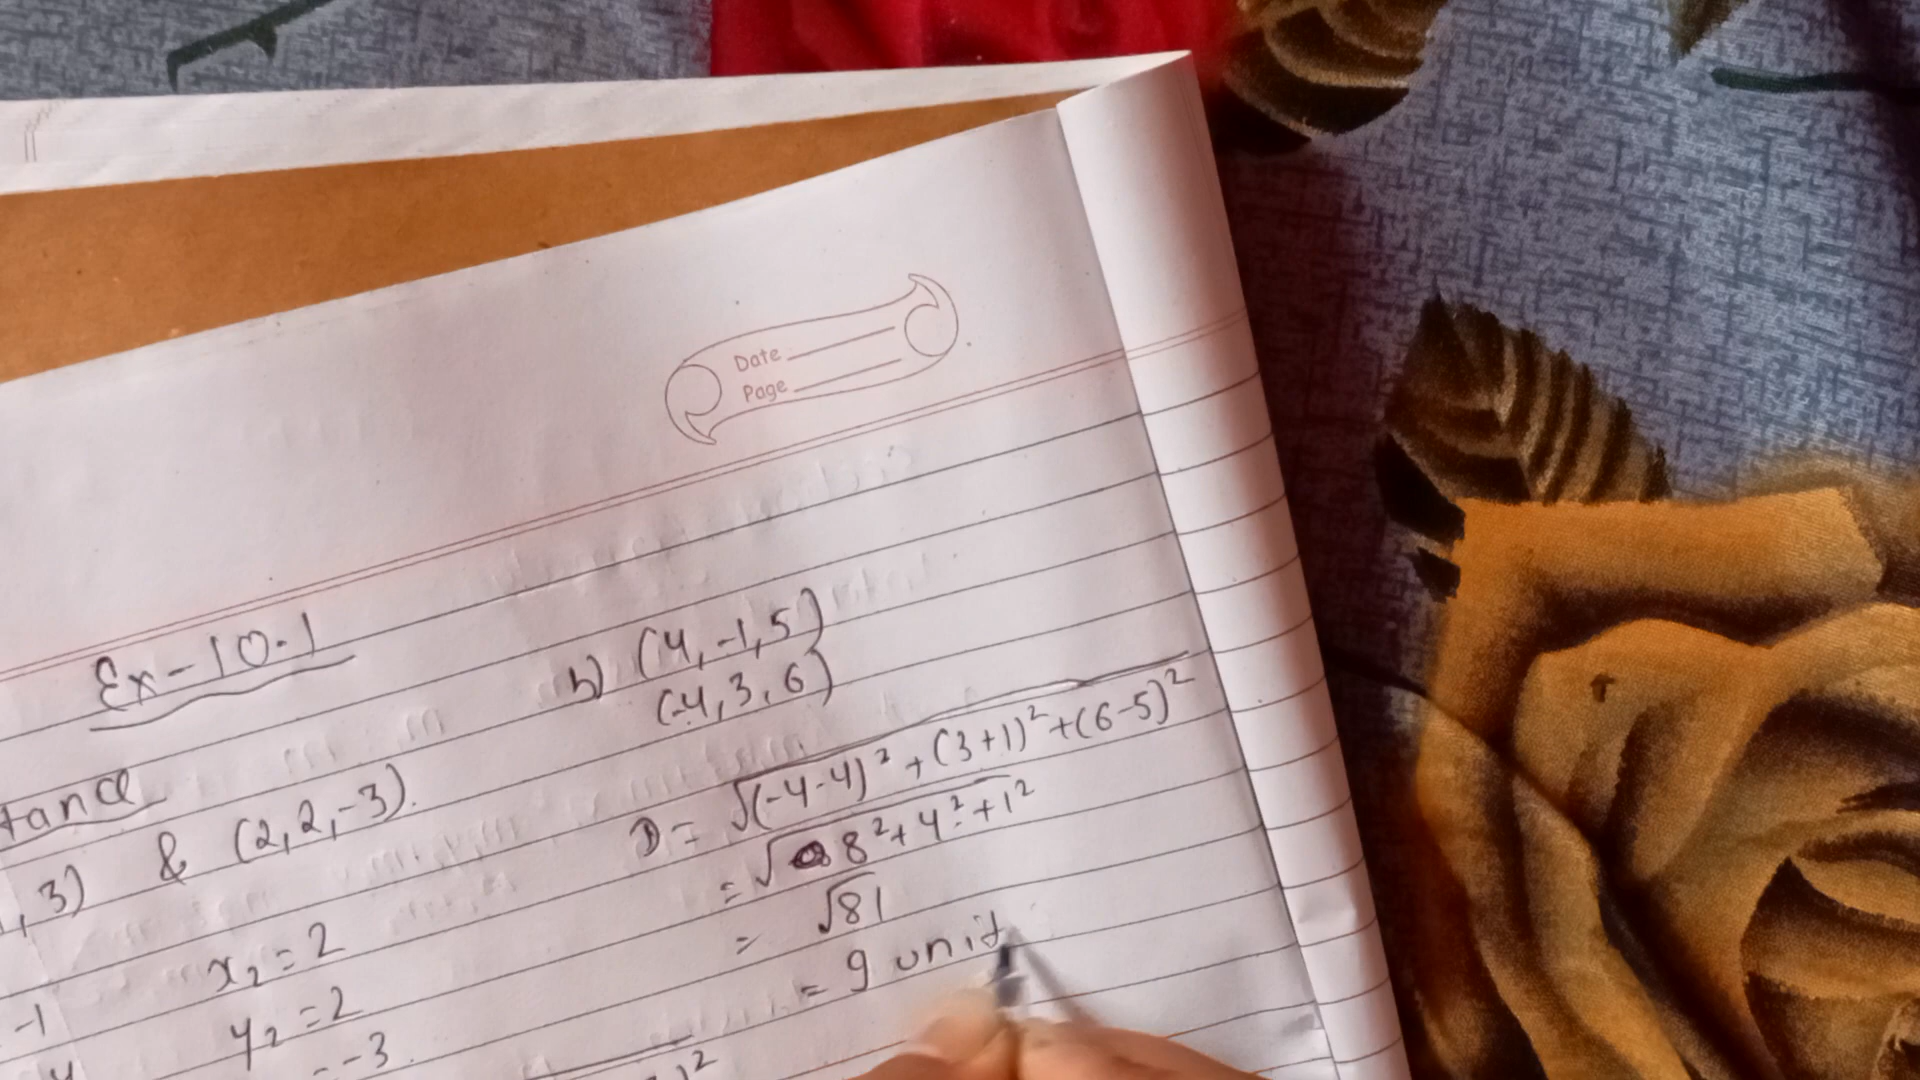 Date
Page
Ex-10.1
b) (4, -1, 5)
(-4, 3, 6)
tance
, 3) & (2, 2, -3).
D = √(-4-4)² + (3+1)² + (6-5)²
= √8² + 4² + 1²
= √81
= 9 unit
x₂ = 2
-1 y₂ = 2
= -3
)²